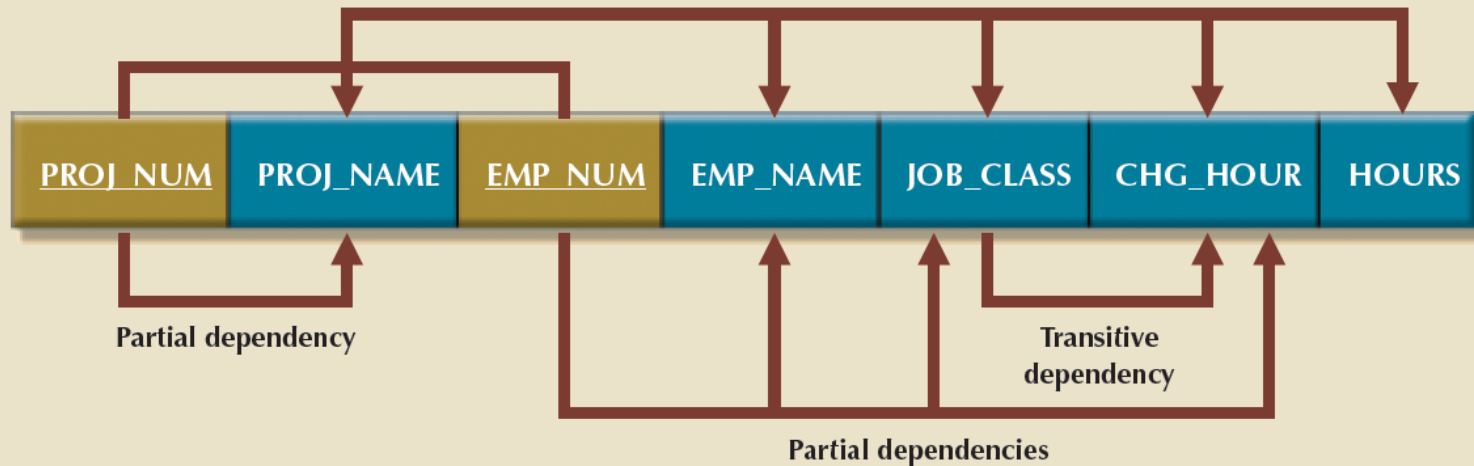 PROJ_NUM PROJ_NAME EMP_NUM EMP_NAME JOB_CLASS CHG_HOUR HOURS
Partial dependency
Transitive
dependency
Partial dependencies